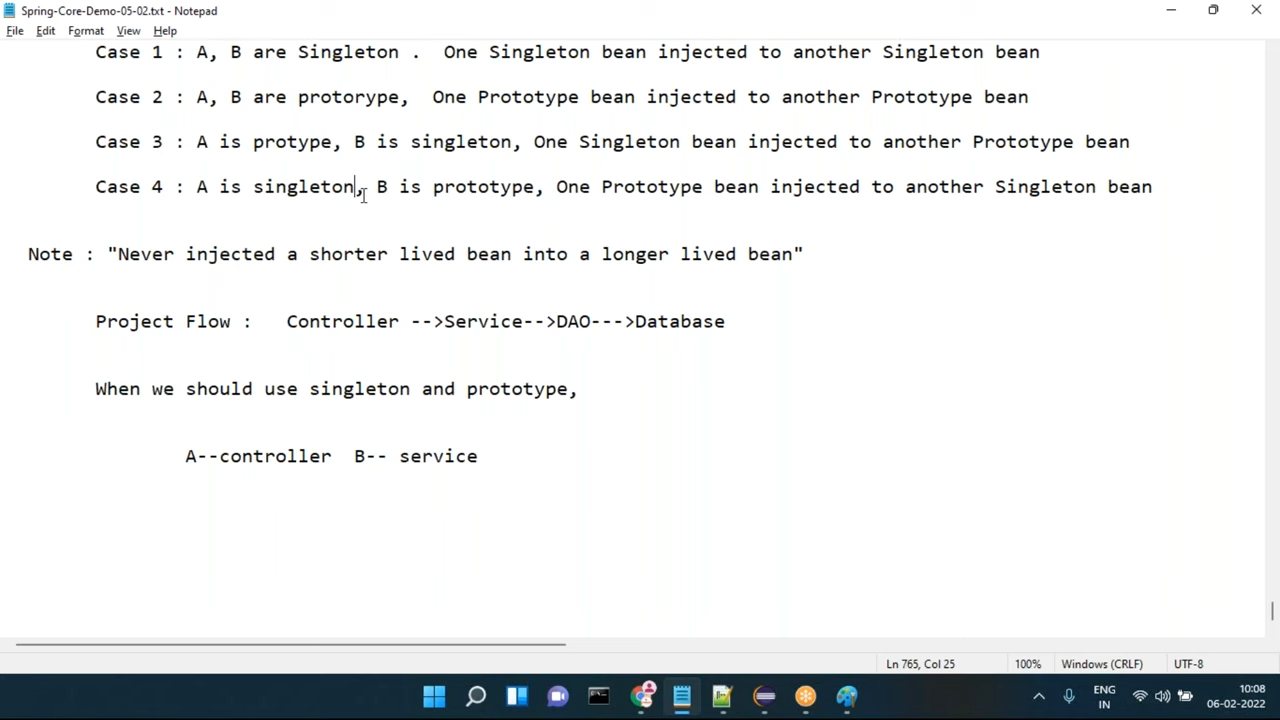 Spring-Core-Demo-05-02.txt - Notepad
File Edit Format View Help
Case 1 : A, B are Singleton .  One Singleton bean injected to another Singleton bean
Case 2 : A, B are protorype,  One Prototype bean injected to another Prototype bean
Case 3 : A is protype, B is singleton, One Singleton bean injected to another Prototype bean
Case 4 : A is singleton, B is prototype, One Prototype bean injected to another Singleton bean
Note : "Never injected a shorter lived bean into a longer lived bean"
Project Flow :   Controller -->Service-->DAO--->Database
When we should use singleton and prototype,
A--controller  B-- service
Ln 765, Col 25 100% Windows (CRLF) UTF-8
ENG 10:08
IN 06-02-2022